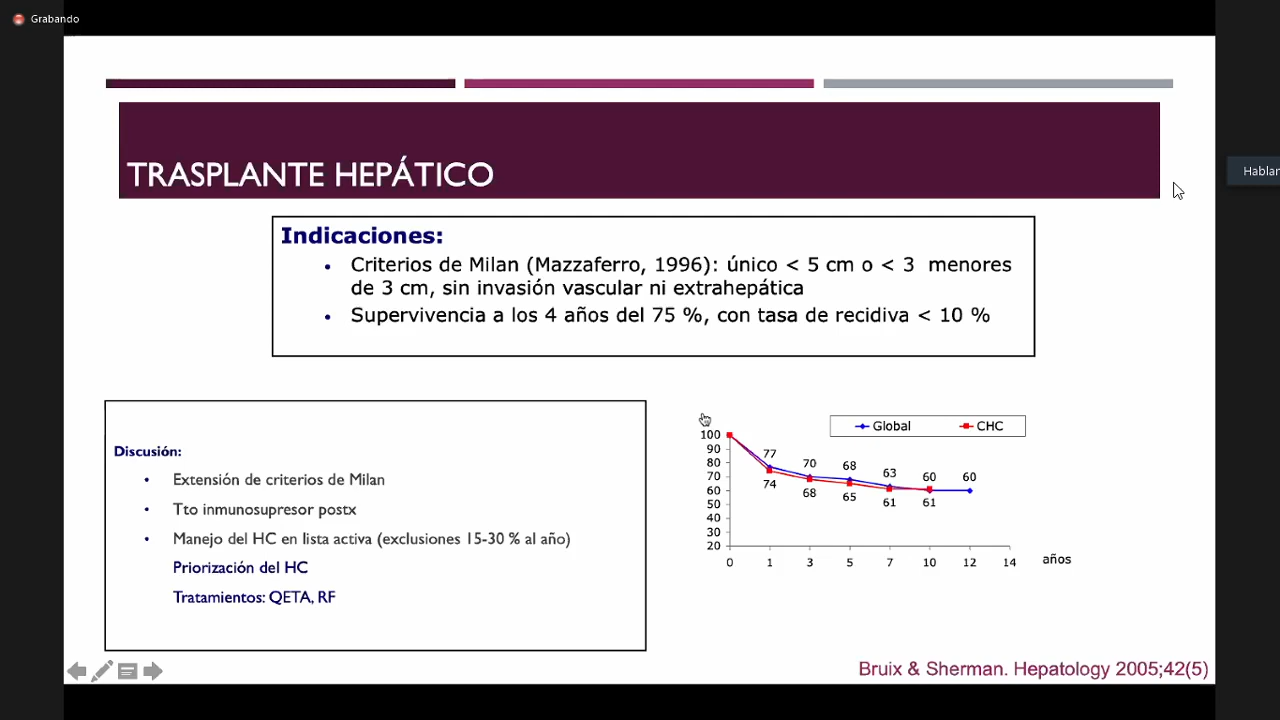 Grabando
Hablar
TRASPLANTE HEPÁTICO
Indicaciones:
• Criterios de Milan (Mazzaferro, 1996): único < 5 cm o < 3 menores
de 3 cm, sin invasión vascular ni extrahepática
• Supervivencia a los 4 años del 75 %, con tasa de recidiva < 10 %
Discusión:
• Extensión de criterios de Milan
• Tto inmunosupresor postx
• Manejo del HC en lista activa (exclusiones 15-30 % al año)
Priorización del HC
Tratamientos: QETA, RF
Global CHC
100
90
80
70
60
50
40
30
20
77 70 68 63 60 60
74 68 65 61 61
0 1 3 5 7 10 12 14
años
Bruix & Sherman. Hepatology 2005;42(5)